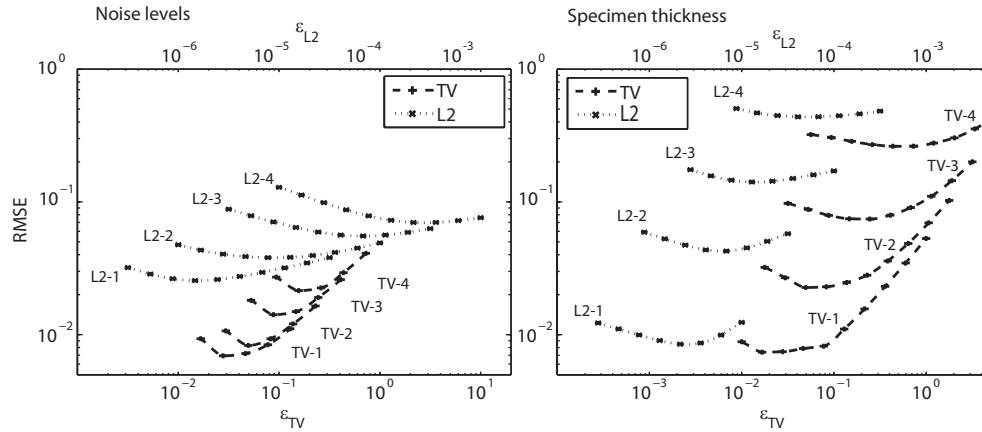 Noise levels
ε_L2
10^-6 10^-5 10^-4 10^-3
10^0
10^-1
10^-2
RMSE
TV
L2
L2-4
L2-3
L2-2
L2-1
TV-4
TV-3
TV-2
TV-1
10^-2 10^-1 10^0 10^1
ε_TV
Specimen thickness
ε_L2
10^-6 10^-5 10^-4 10^-3
10^0
10^-1
10^-2
TV
L2
L2-4
TV-4
L2-3
TV-3
L2-2
TV-2
L2-1
TV-1
10^-3 10^-2 10^-1 10^0
ε_TV